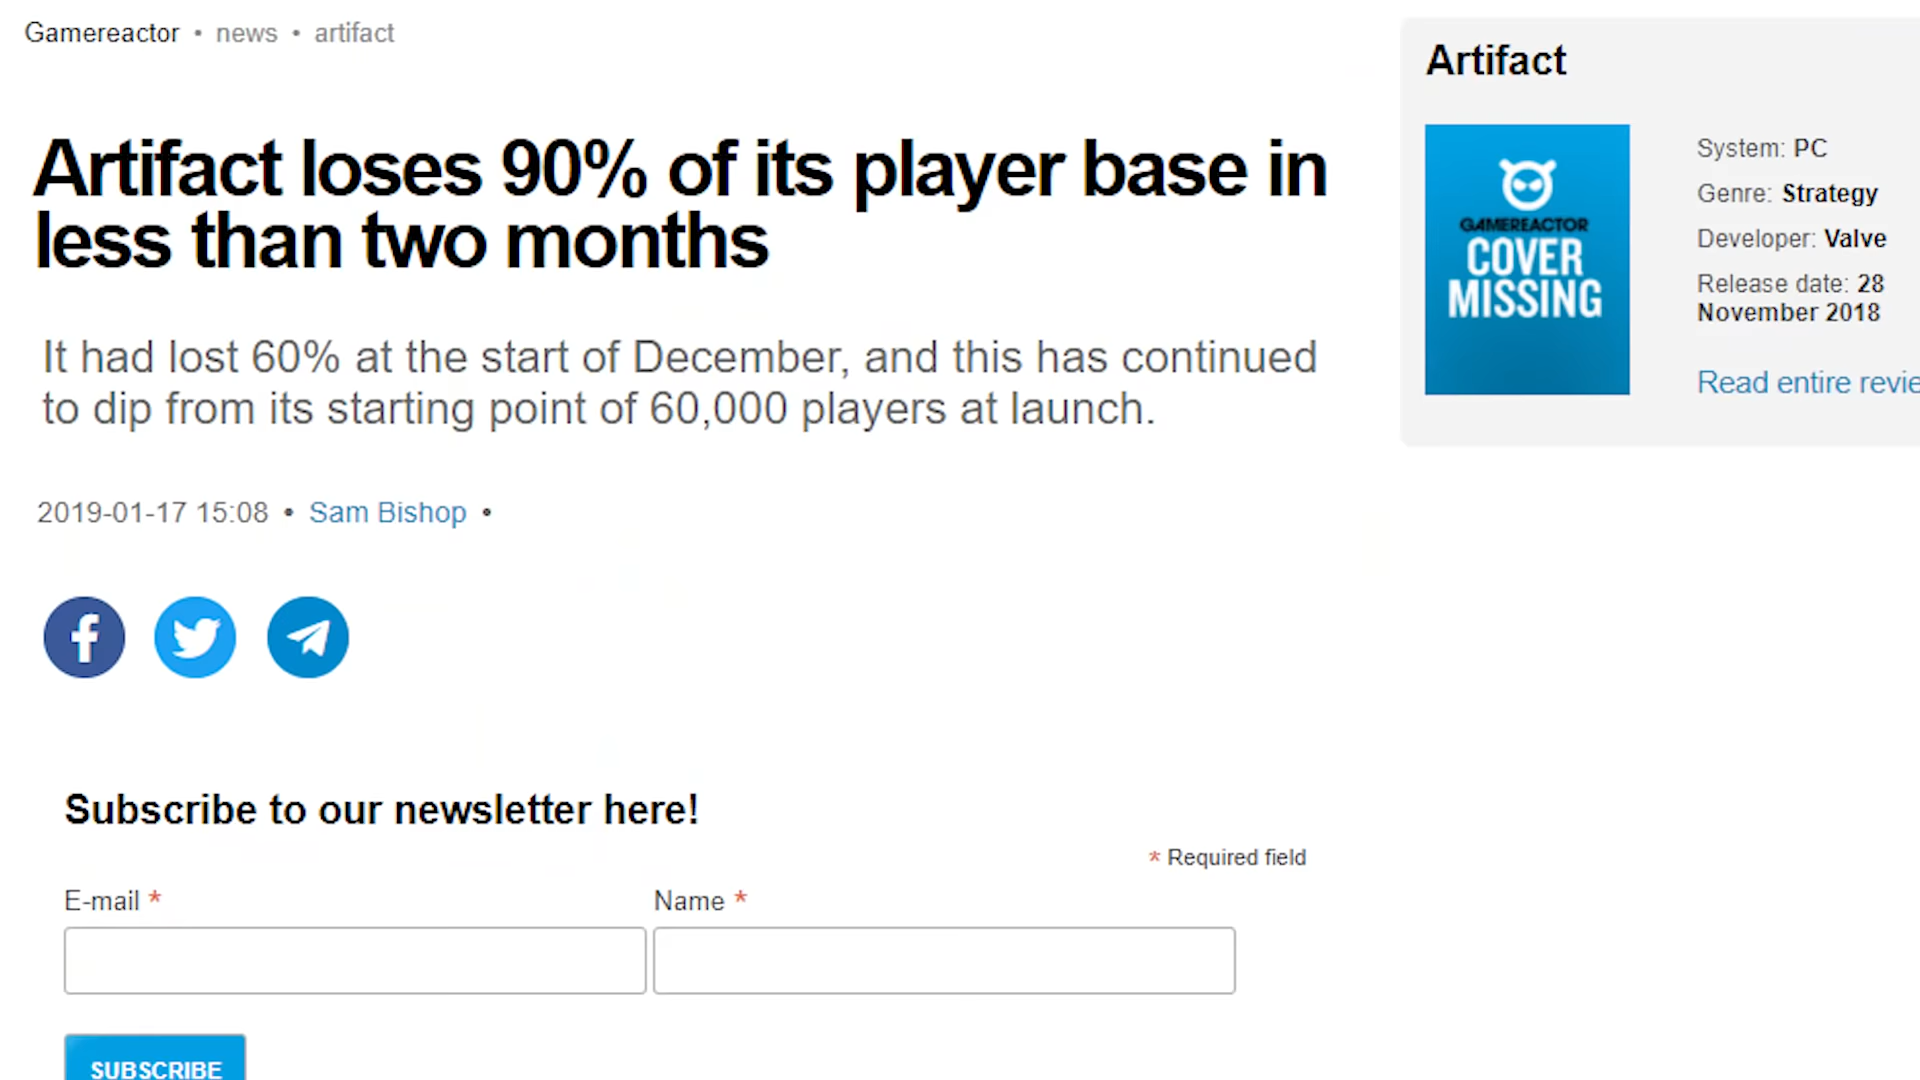 Gamereactor • news • artifact
Artifact loses 90% of its player base in
less than two months
It had lost 60% at the start of December, and this has continued
to dip from its starting point of 60,000 players at launch.
2019-01-17 15:08 • Sam Bishop •
Subscribe to our newsletter here!
* Required field
E-mail * Name *
SUBSCRIBE
Artifact
GAMEREACTOR
COVER
MISSING
System: PC
Genre: Strategy
Developer: Valve
Release date: 28
November 2018
Read entire revie